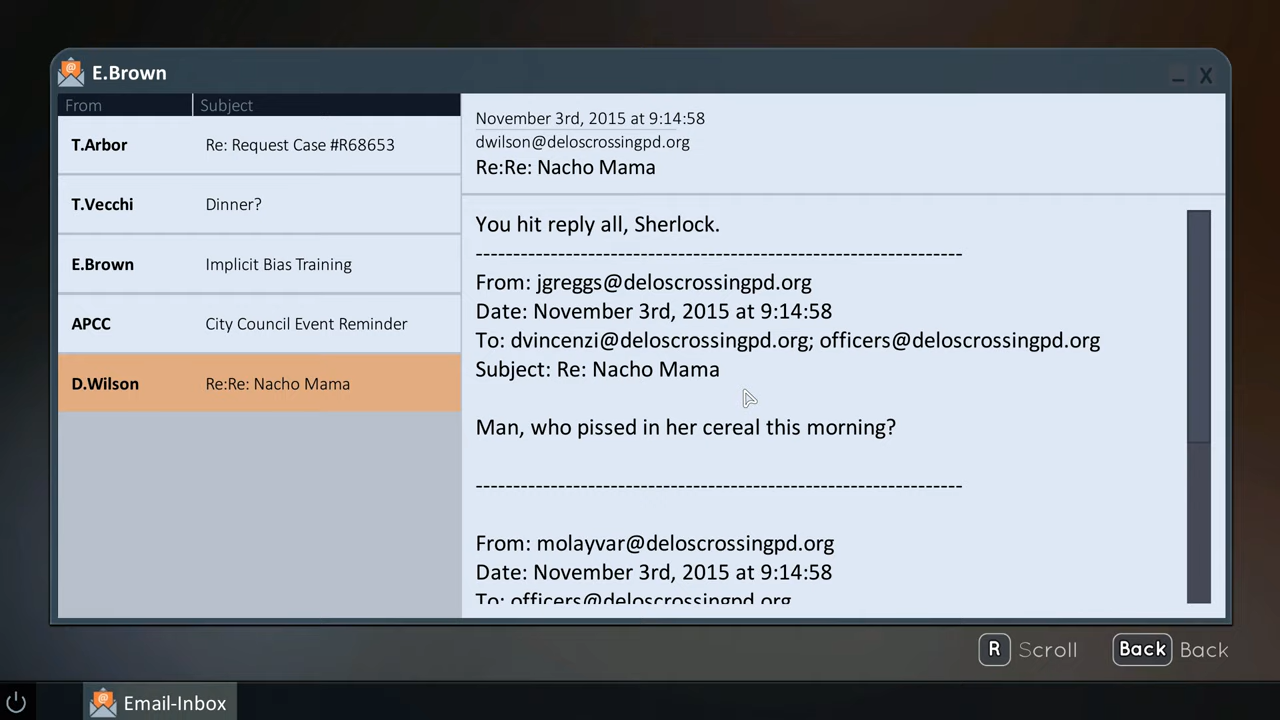 E.Brown
From Subject
T.Arbor Re: Request Case #R68653
T.Vecchi Dinner?
E.Brown Implicit Bias Training
APCC City Council Event Reminder
D.Wilson Re:Re: Nacho Mama
November 3rd, 2015 at 9:14:58
dwilson@deloscrossingpd.org
Re:Re: Nacho Mama
You hit reply all, Sherlock.
-----------------------------------------------------------------
From: jgreggs@deloscrossingpd.org
Date: November 3rd, 2015 at 9:14:58
To: dvincenzi@deloscrossingpd.org; officers@deloscrossingpd.org
Subject: Re: Nacho Mama
Man, who pissed in her cereal this morning?
-----------------------------------------------------------------
From: molayvar@deloscrossingpd.org
Date: November 3rd, 2015 at 9:14:58
To: officers@deloscrossingpd.org
R Scroll Back Back
Email-Inbox